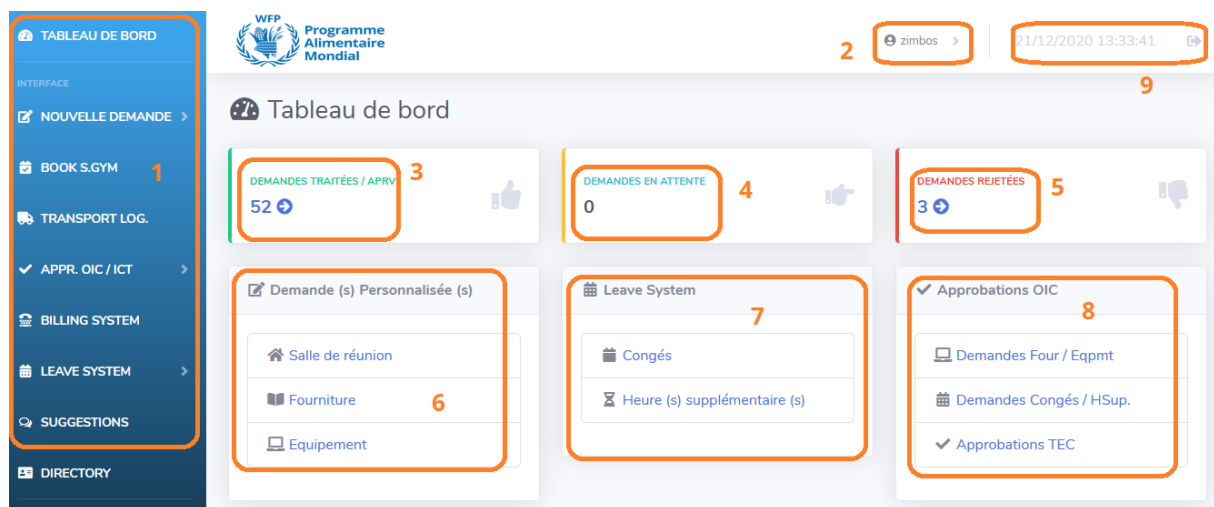 TABLEAU DE BORD
INTERFACE
NOUVELLE DEMANDE
BOOK S.GYM
1
TRANSPORT LOG.
APPR. OIC / ICT
BILLING SYSTEM
LEAVE SYSTEM
SUGGESTIONS
DIRECTORY
WFP
Programme
Alimentaire
Mondial
2
zimbos
21/12/2020 13:33:41
9
Tableau de bord
DEMANDES TRAITÉES / APRV
52
3
DEMANDES EN ATTENTE
0
4
DEMANDES REJETÉES
3
5
Demande (s) Personnalisée (s)
Salle de réunion
Fourniture
6
Equipement
Leave System
7
Congés
Heure (s) supplémentaire (s)
Approbations OIC
8
Demandes Four / Eqpmt
Demandes Congés / HSup.
Approbations TEC